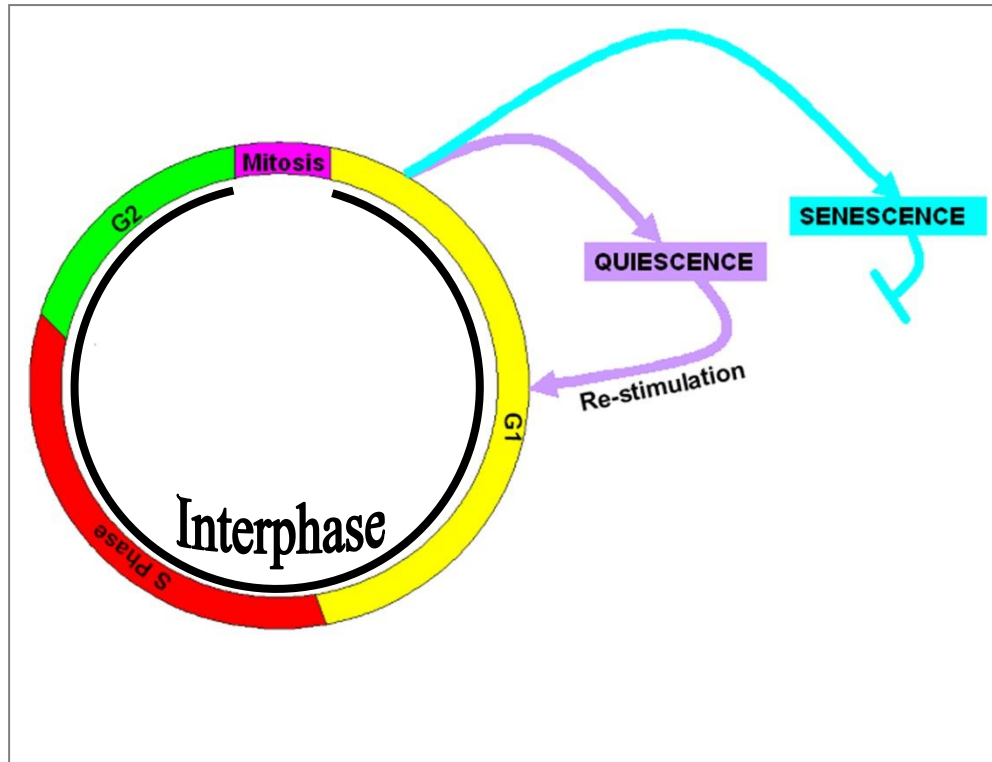 Mitosis
G2
SENESCENCE
QUIESCENCE
Re-stimulation
G1
Interphase
S Phase